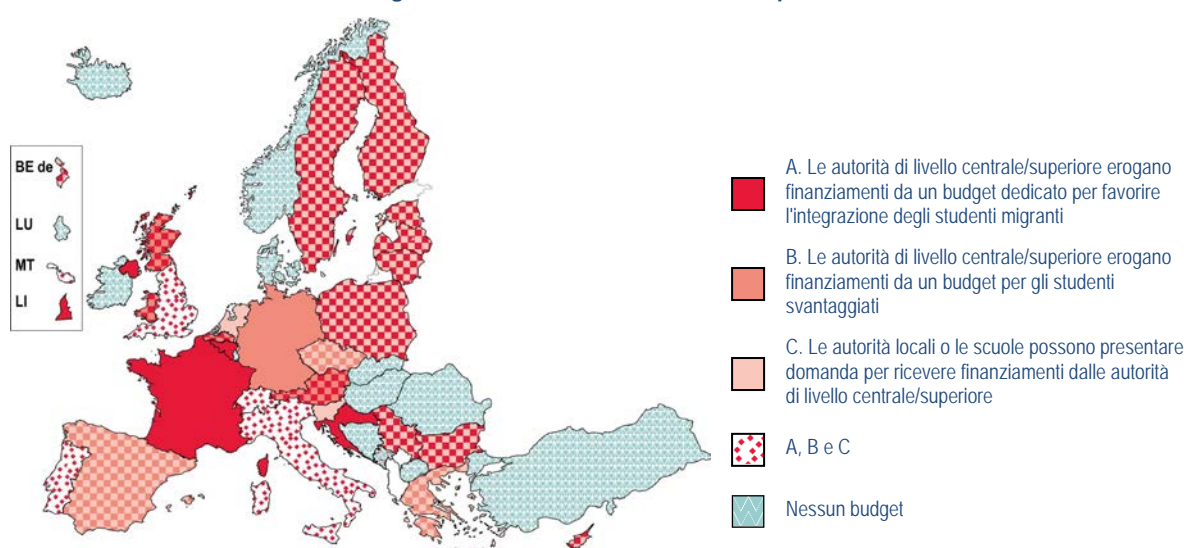 BE de
LU
MT
LI
A. Le autorità di livello centrale/superiore erogano
finanziamenti da un budget dedicato per favorire
l'integrazione degli studenti migranti
B. Le autorità di livello centrale/superiore erogano
finanziamenti da un budget per gli studenti
svantaggiati
C. Le autorità locali o le scuole possono presentare
domanda per ricevere finanziamenti dalle autorità
di livello centrale/superiore
A, B e C
Nessun budget